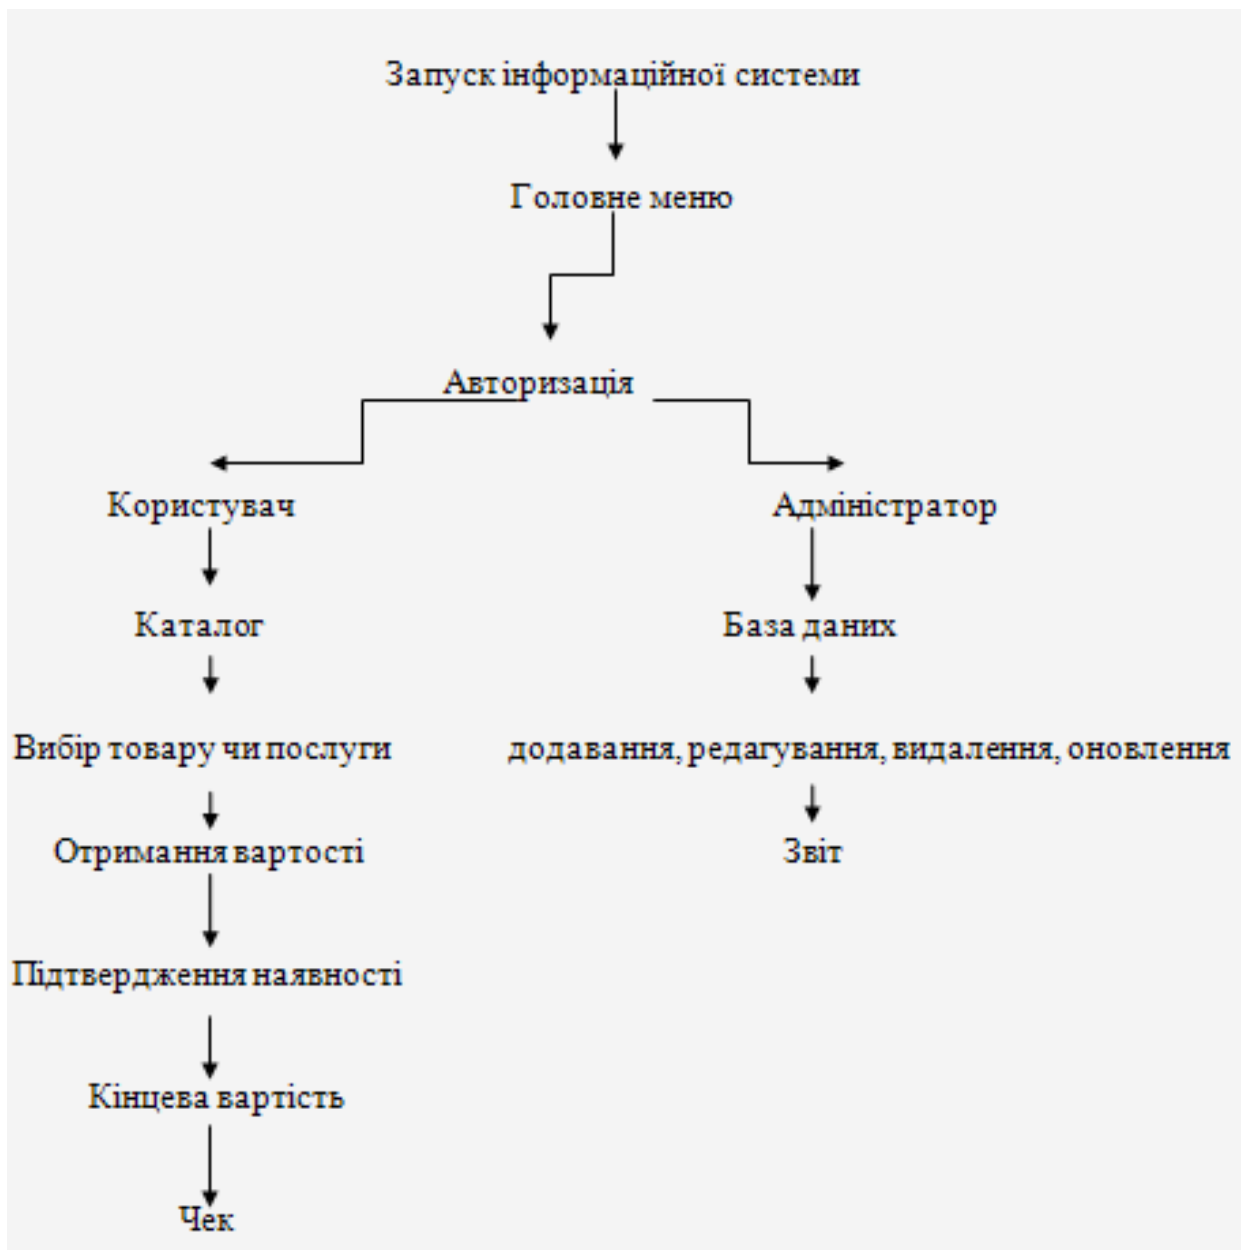 Запуск інформаційної системи
Головне меню
Авторизація
Користувач
Адміністратор
Каталог
База даних
Вибір товару чи послуги
додавання, редагування, видалення, оновлення
Отримання вартості
Звіт
Підтвердження наявності
Кінцева вартість
Чек